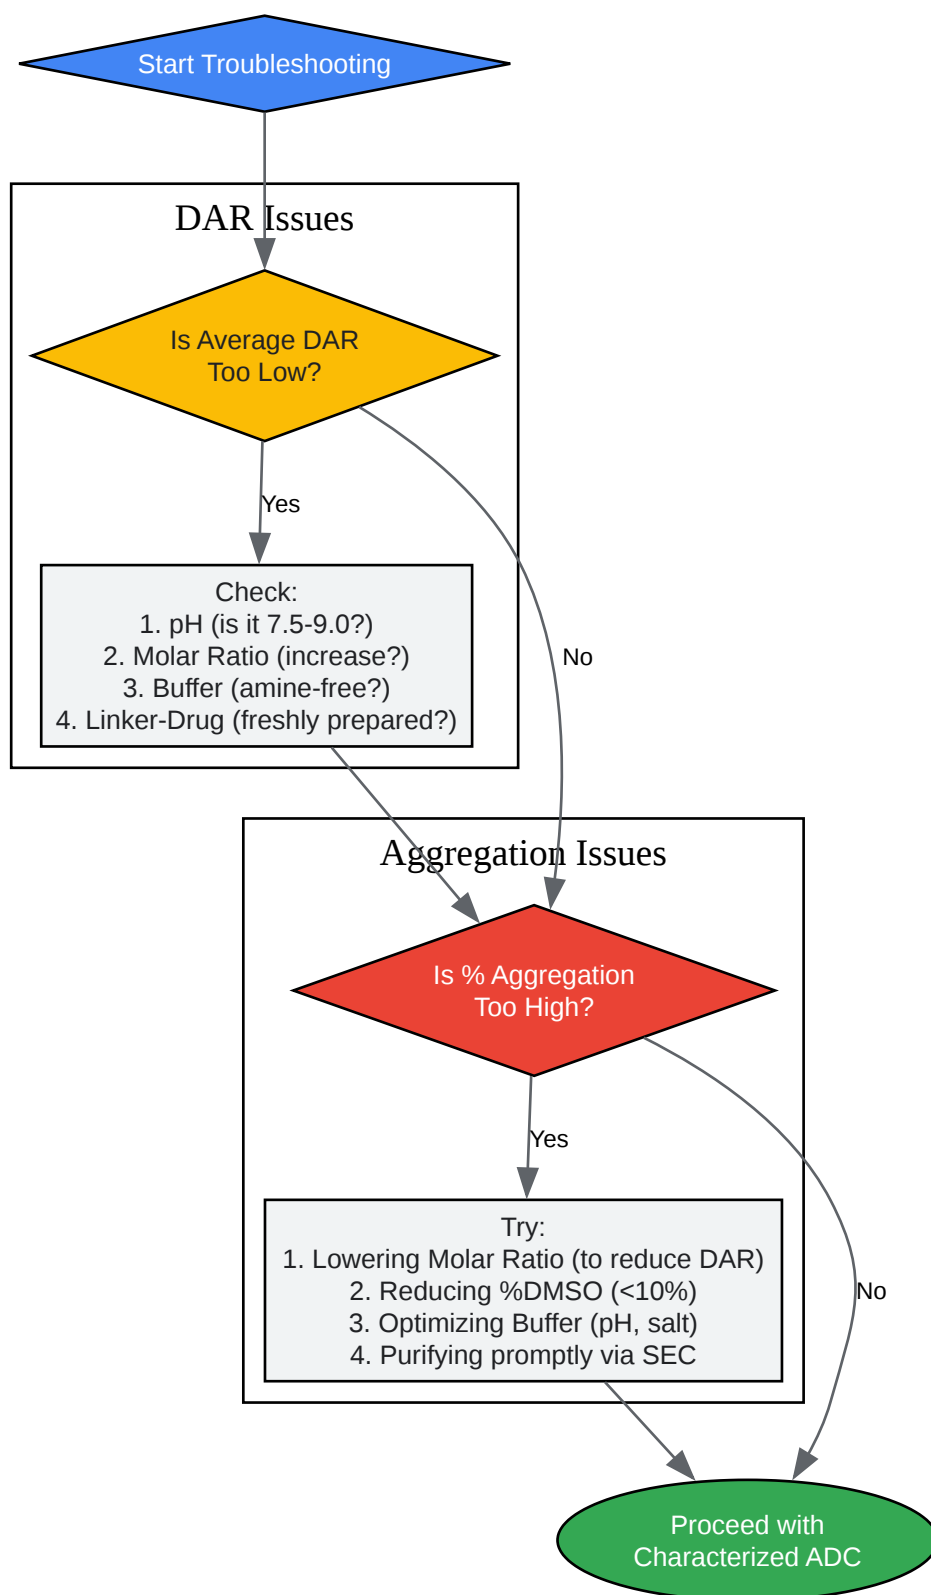 Start Troubleshooting
DAR Issues
Is Average DAR
Too Low?
Yes
Check:
1. pH (is it 7.5-9.0?)
2. Molar Ratio (increase?)
3. Buffer (amine-free?)
4. Linker-Drug (freshly prepared?)
No
Aggregation Issues
Is % Aggregation
Too High?
Yes
Try:
1. Lowering Molar Ratio (to reduce DAR)
2. Reducing %DMSO (<10%)
3. Optimizing Buffer (pH, salt)
4. Purifying promptly via SEC
No
Proceed with
Characterized ADC